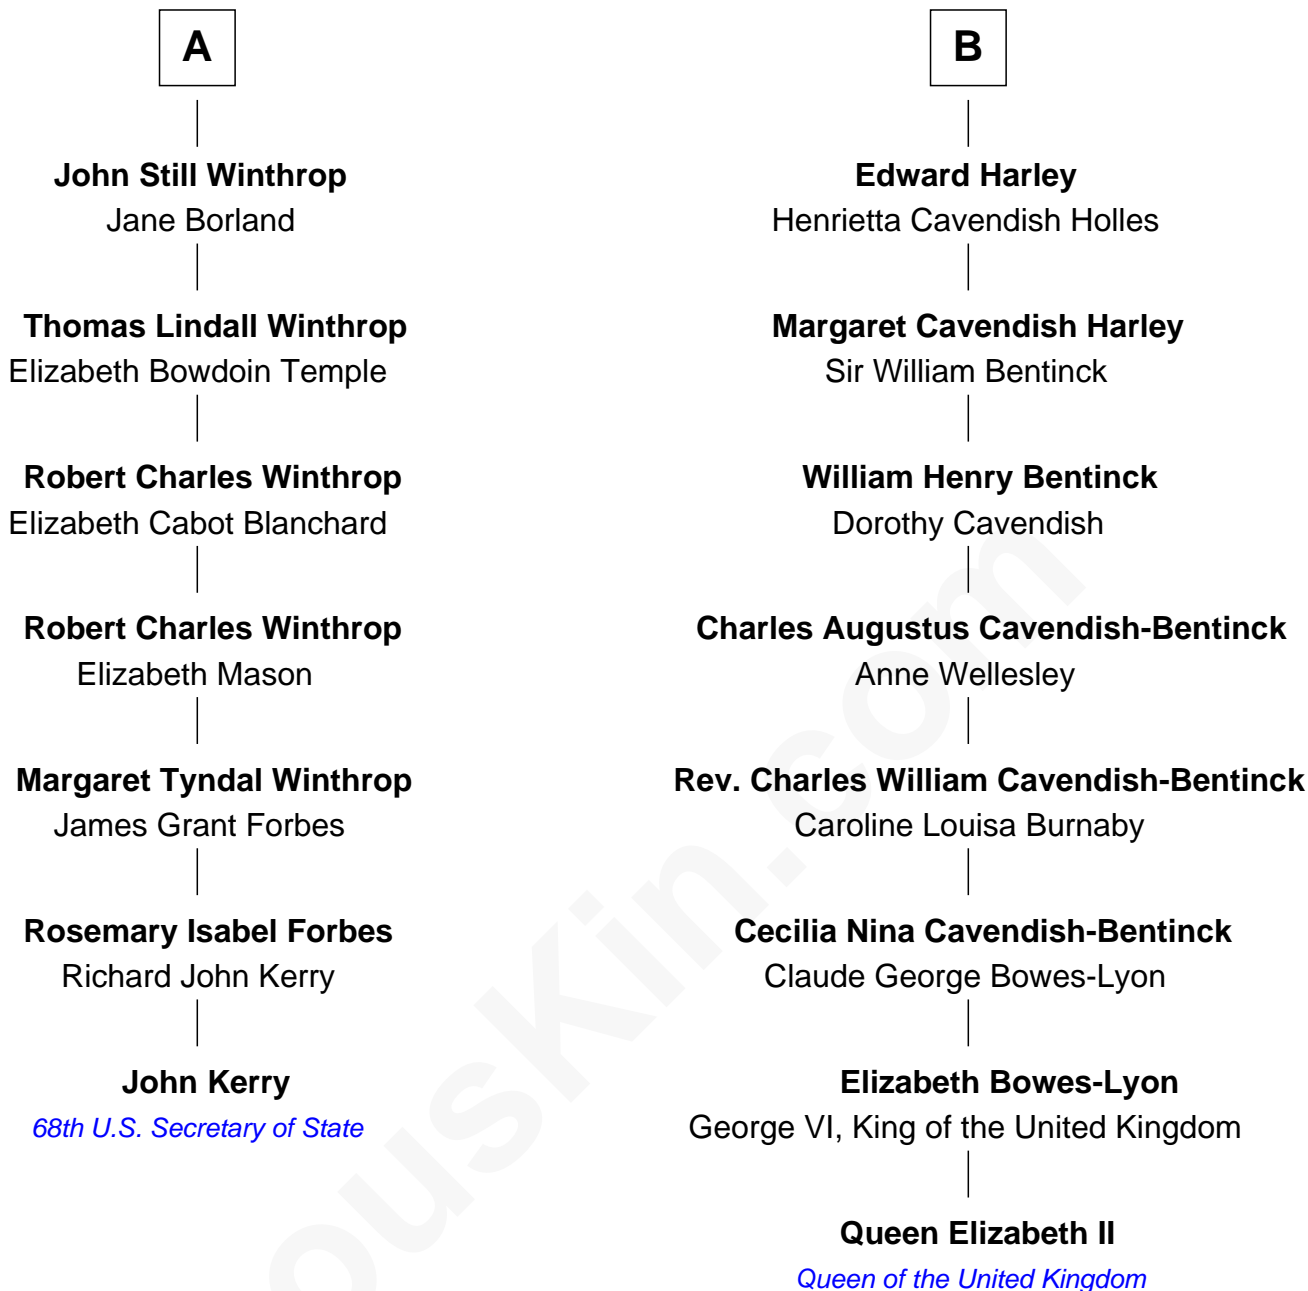 A
John Still Winthrop
Jane Borland
Thomas Lindall Winthrop
Elizabeth Bowdoin Temple
Robert Charles Winthrop
Elizabeth Cabot Blanchard
Robert Charles Winthrop
Elizabeth Mason
Margaret Tyndal Winthrop
James Grant Forbes
Rosemary Isabel Forbes
Richard John Kerry
John Kerry
68th U.S. Secretary of State
B
Edward Harley
Henrietta Cavendish Holles
Margaret Cavendish Harley
Sir William Bentinck
William Henry Bentinck
Dorothy Cavendish
Charles Augustus Cavendish-Bentinck
Anne Wellesley
Rev. Charles William Cavendish-Bentinck
Caroline Louisa Burnaby
Cecilia Nina Cavendish-Bentinck
Claude George Bowes-Lyon
Elizabeth Bowes-Lyon
George VI, King of the United Kingdom
Queen Elizabeth II
Queen of the United Kingdom
ousKin.com